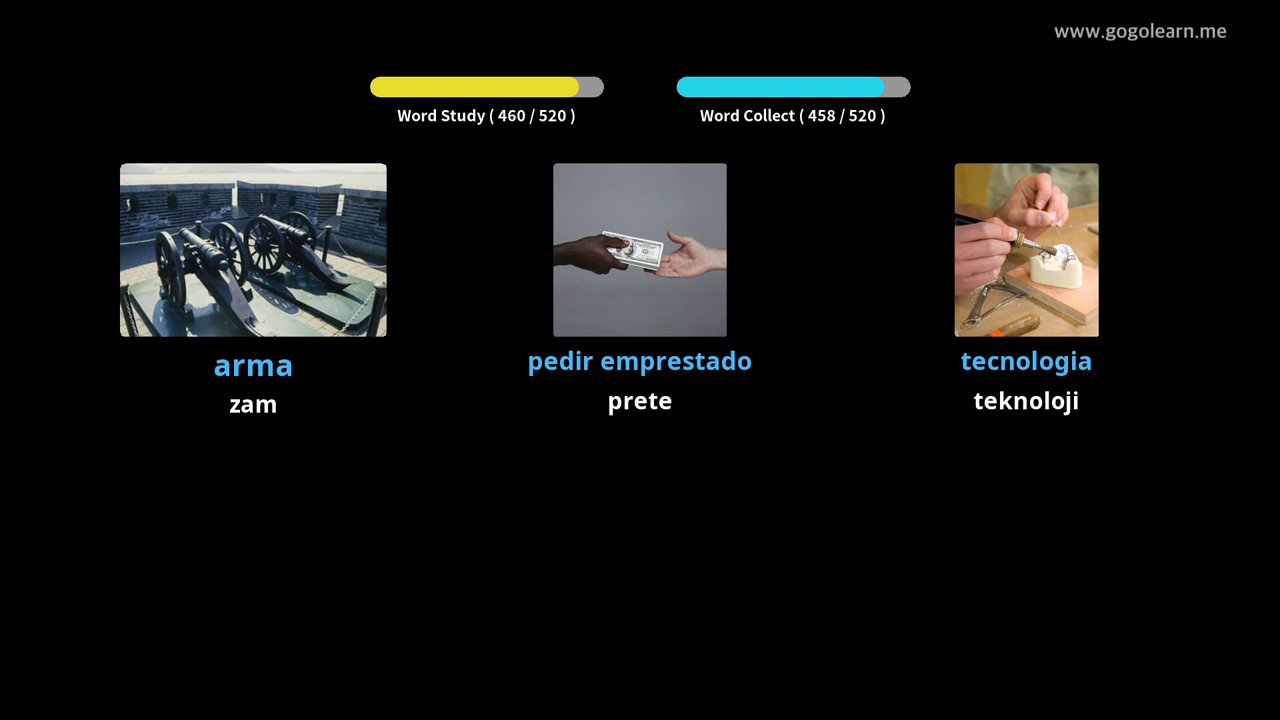 www.gogolearn.me
Word Study ( 460 / 520 )
Word Collect ( 458 / 520 )
arma
zam
pedir emprestado
prete
tecnologia
teknoloji